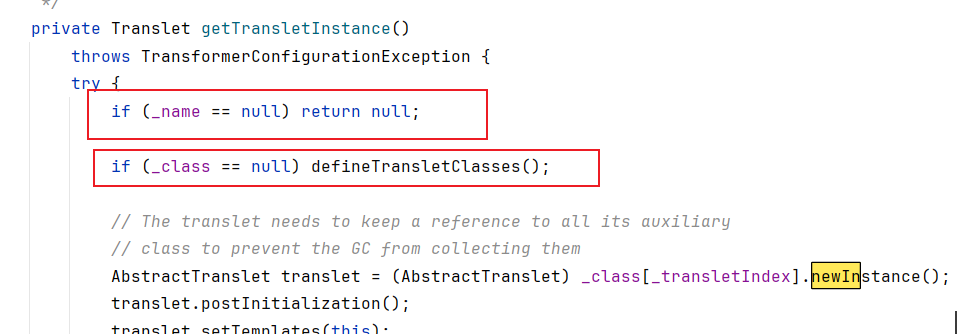 */
private Translet getTransletInstance()
throws TransformerConfigurationException {
try {
if (_name == null) return null;
if (_class == null) defineTransletClasses();
// The translet needs to keep a reference to all its auxiliary
// class to prevent the GC from collecting them
AbstractTranslet translet = (AbstractTranslet) _class[_transletIndex].newInstance();
translet.postInitialization();
translet.setTemplates(this);